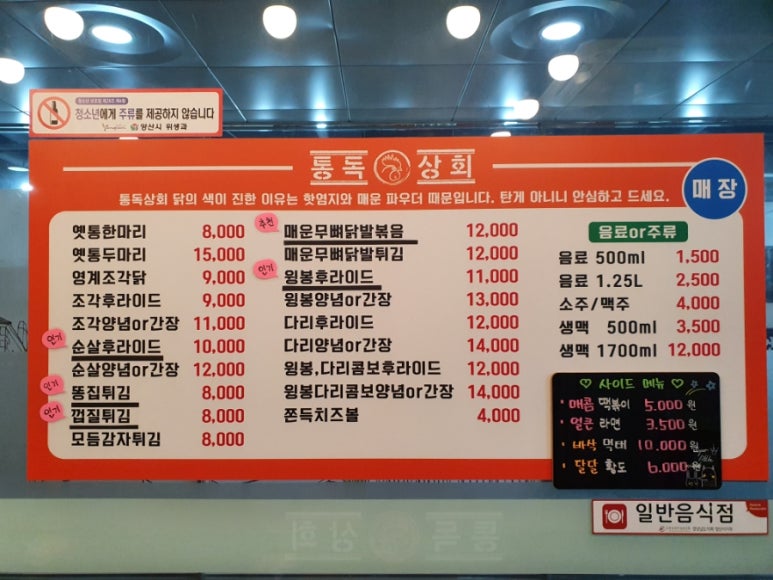 청소년에게 주류를 제공하지 않습니다
양산시 위생과
통독 상회
매장
통독상회 닭의 색이 진한 이유는 핫염지와 매운 파우더 때문입니다. 탄게 아니니 안심하고 드세요.
옛통한마리 8,000
옛통두마리 15,000
영계조각닭 9,000
조각후라이드 9,000
조각양념or간장 11,000
인기 순살후라이드 10,000
순살양념or간장 12,000
인기 똥집튀김 8,000
인기 껍질튀김 8,000
모듬감자튀김 8,000
추천 매운무뼈닭발볶음 12,000
매운무뼈닭발튀김 12,000
인기 윙봉후라이드 11,000
윙봉양념or간장 13,000
다리후라이드 12,000
다리양념or간장 14,000
윙봉,다리콤보후라이드 12,000
윙봉다리콤보양념or간장 14,000
쫀득치즈볼 4,000
음료or주류
음료 500ml 1,500
음료 1.25L 2,500
소주/맥주 4,000
생맥 500ml 3,500
생맥 1700ml 12,000
♡ 사이드 메뉴 ♡
매콤 떡볶이 5.000원
얼큰 라면 3.500원
바삭 먹태 10.000원
달달 황도 6.000원
일반음식점
통독 상회